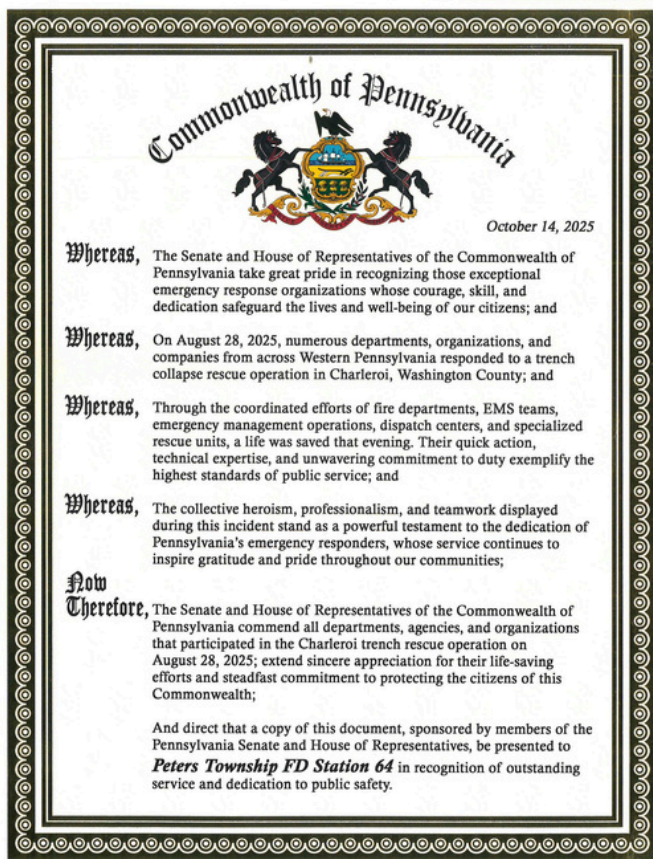 Commonwealth of Pennsylvania
October 14, 2025
Whereas, The Senate and House of Representatives of the Commonwealth of
Pennsylvania take great pride in recognizing those exceptional
emergency response organizations whose courage, skill, and
dedication safeguard the lives and well-being of our citizens; and
Whereas, On August 28, 2025, numerous departments, organizations, and
companies from across Western Pennsylvania responded to a trench
collapse rescue operation in Charleroi, Washington County; and
Whereas, Through the coordinated efforts of fire departments, EMS teams,
emergency management operations, dispatch centers, and specialized
rescue units, a life was saved that evening. Their quick action,
technical expertise, and unwavering commitment to duty exemplify the
highest standards of public service; and
Whereas, The collective heroism, professionalism, and teamwork displayed
during this incident stand as a powerful testament to the dedication of
Pennsylvania's emergency responders, whose service continues to
inspire gratitude and pride throughout our communities;
Now
Therefore, The Senate and House of Representatives of the Commonwealth of
Pennsylvania commend all departments, agencies, and organizations
that participated in the Charleroi trench rescue operation on
August 28, 2025; extend sincere appreciation for their life-saving
efforts and steadfast commitment to protecting the citizens of this
Commonwealth;
And direct that a copy of this document, sponsored by members of the
Pennsylvania Senate and House of Representatives, be presented to
Peters Township FD Station 64 in recognition of outstanding
service and dedication to public safety.